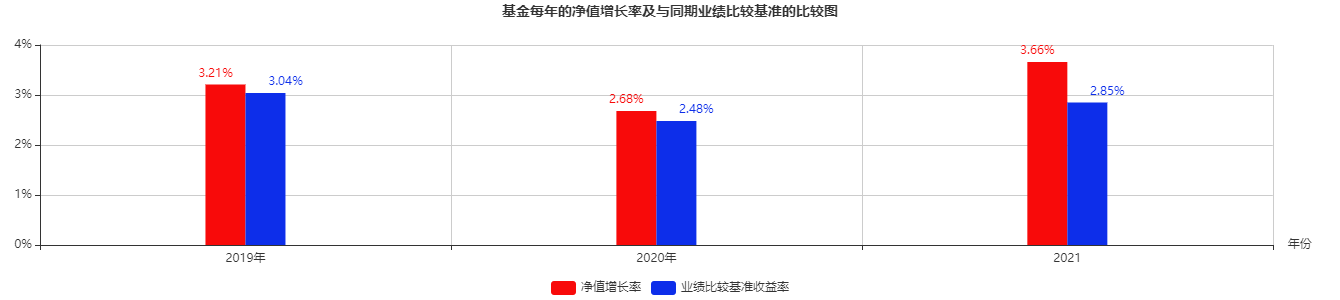 基金每年的净值增长率及与同期业绩比较基准的比较图
4%
3%
2%
1%
0%
3.21%
3.04%
2.68%
2.48%
3.66%
2.85%
2019年
2020年
2021
年份
净值增长率
业绩比较基准收益率